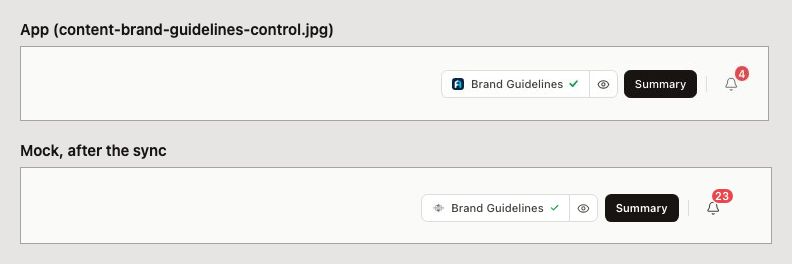 App (content-brand-guidelines-control.jpg)
Brand Guidelines Summary 4
Mock, after the sync
Brand Guidelines Summary 23